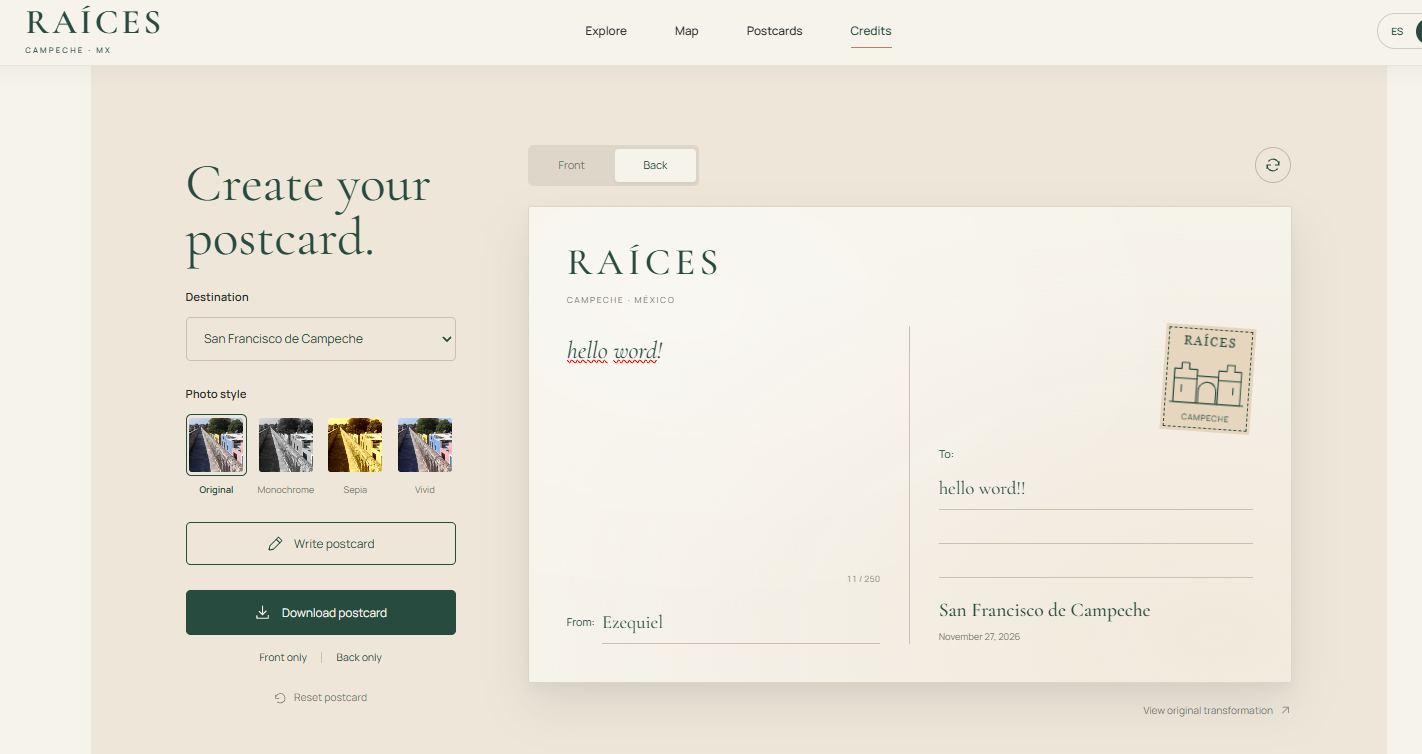 RAÍCES
CAMPECHE · MX
Explore
Map
Postcards
Credits
ES
Create your
postcard.
Destination
San Francisco de Campeche
Photo style
Original
Monochrome
Sepia
Vivid
Write postcard
Download postcard
Front only
Back only
Reset postcard
Front
Back
RAÍCES
CAMPECHE · MÉXICO
hello word!
11 / 250
From: Ezequiel
RAÍCES
CAMPECHE
To:
hello word!!
San Francisco de Campeche
November 27, 2026
View original transformation